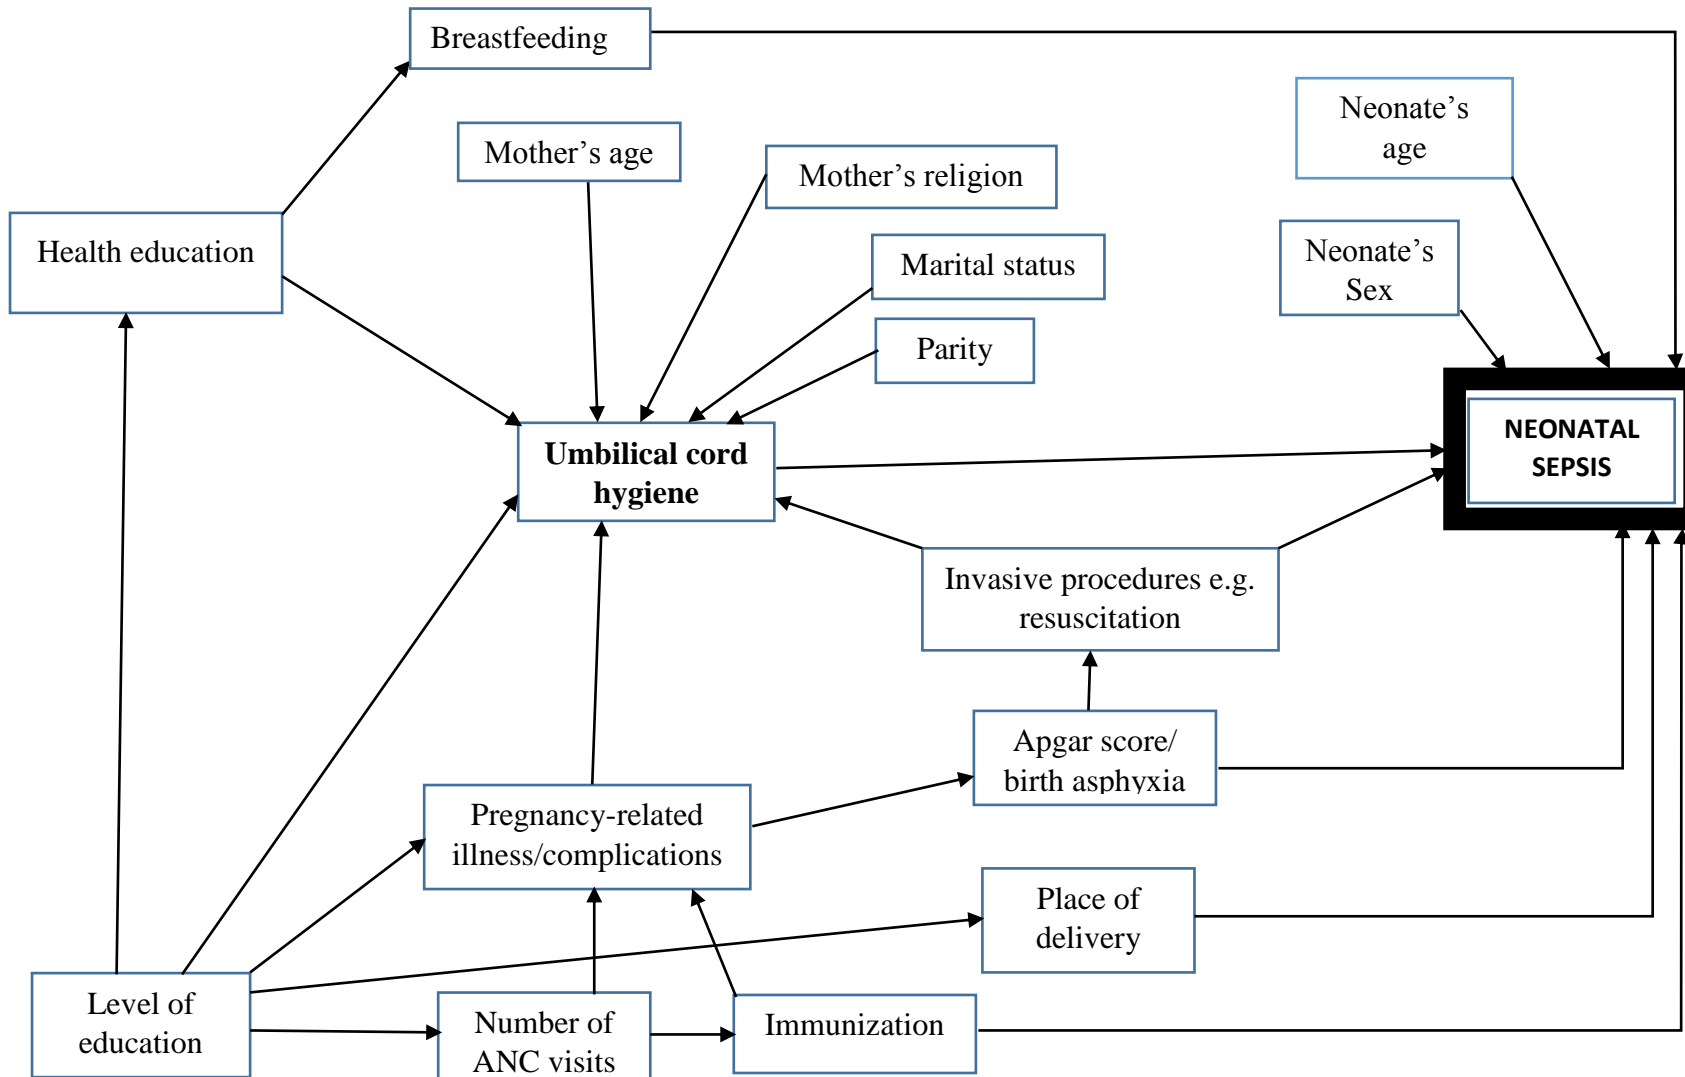 Breastfeeding
Neonate’s
age
Mother’s age
Mother’s religion
Health education
Marital status
Neonate’s
Sex
Parity
Umbilical cord
hygiene
NEONATAL
SEPSIS
Invasive procedures e.g.
resuscitation
Apgar score/
birth asphyxia
Pregnancy-related
illness/complications
Place of
delivery
Level of
education
Number of
ANC visits
Immunization